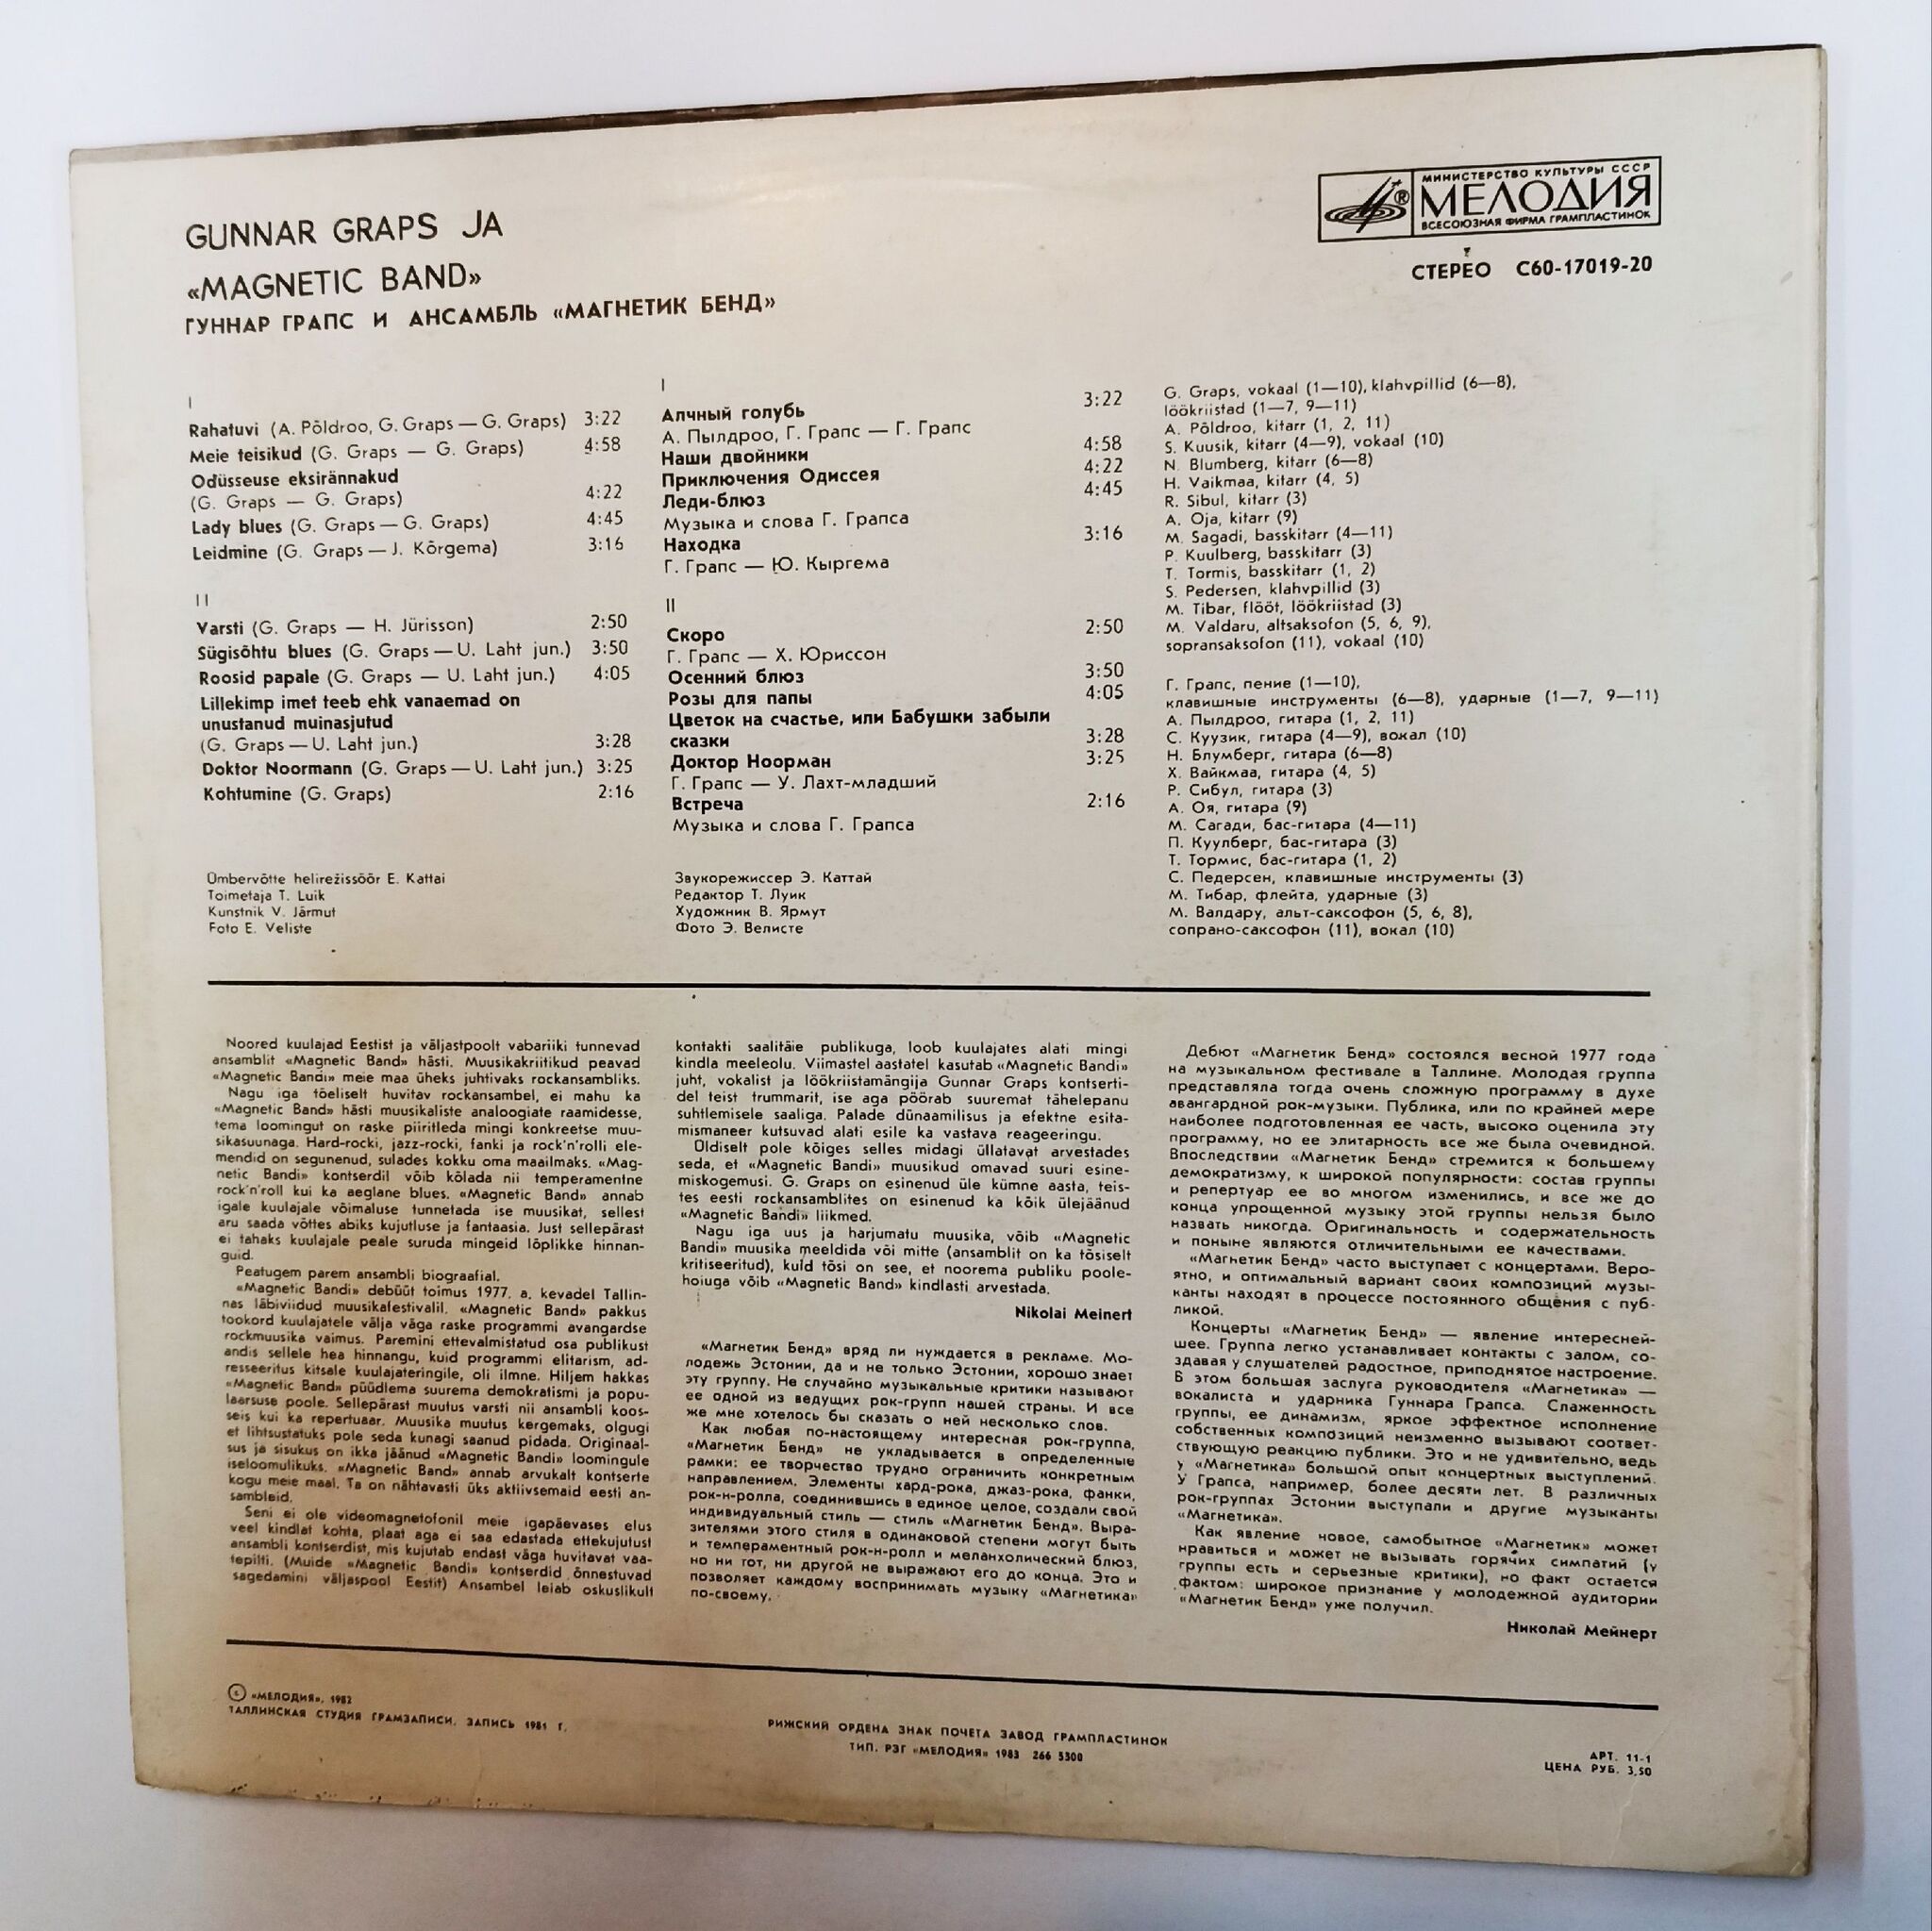 GUNNAR GRAPS JA
«MAGNETIC BAND»
ГУННАР ГРАПС И АНСАМБЛЬ «МАГНЕТИК БЕНД»
МИНИСТЕРСТВО КУЛЬТУРЫ СССР
МЕЛОДИЯ
ВСЕСОЮЗНАЯ ФИРМА ГРАМПЛАСТИНОК
СТЕРЕО С60-17019-20
I
Rahatuvi (A. Põldroo, G. Graps — G. Graps) 3:22
Meie teisikud (G. Graps — G. Graps) 4:58
Odüsseuse eksirännakud
(G. Graps — G. Graps) 4:22
Lady blues (G. Graps — G. Graps) 4:45
Leidmine (G. Graps — J. Kõrgema) 3:16
II
Varsti (G. Graps — H. Jürisson) 2:50
Sügisõhtu blues (G. Graps — U. Laht jun.) 3:50
Roosid papale (G. Graps — U. Laht jun.) 4:05
Lillekimp imet teeb ehk vanaemad on
unustanud muinasjutud
(G. Graps — U. Laht jun.) 3:28
Doktor Noormann (G. Graps — U. Laht jun.) 3:25
Kohtumine (G. Graps) 2:16
Ümbervõtte helirežissöör E. Kattai
Toimetaja T. Luik
Kunstnik V. Järmut
Foto E. Veliste
I
Алчный голубь 3:22
А. Пылдроо, Г. Грапс — Г. Грапс
Наши двойники 4:58
Приключения Одиссея 4:22
Леди-блюз 4:45
Музыка и слова Г. Грапса
Находка 3:16
Г. Грапс — Ю. Кыргема
II
Скоро 2:50
Г. Грапс — Х. Юриссон
Осенний блюз 3:50
Розы для папы 4:05
Цветок на счастье, или Бабушки забыли
сказки 3:28
Доктор Ноорман 3:25
Г. Грапс — У. Лахт-младший
Встреча 2:16
Музыка и слова Г. Грапса
Звукорежиссер Э. Каттай
Редактор Т. Луик
Художник В. Ярмут
Фото Э. Велисте
G. Graps, vokaal (1—10), klahvpillid (6—8),
löökriistad (1—7, 9—11)
A. Põldroo, kitarr (1, 2, 11)
S. Kuusik, kitarr (4—9), vokaal (10)
N. Blumberg, kitarr (6—8)
H. Vaikmaa, kitarr (4, 5)
R. Sibul, kitarr (3)
A. Oja, kitarr (9)
M. Sagadi, basskitarr (4—11)
P. Kuulberg, basskitarr (3)
T. Tormis, basskitarr (1, 2)
S. Pedersen, klahvpillid (3)
M. Tibar, flööt, löökriistad (3)
M. Valdaru, altsaksofon (5, 6, 9),
sopransaksofon (11), vokaal (10)
Г. Грапс, пение (1—10),
клавишные инструменты (6—8), ударные (1—7, 9—11)
А. Пылдроо, гитара (1, 2, 11)
С. Куузик, гитара (4—9), вокал (10)
Н. Блумберг, гитара (6—8)
Х. Вайкмаа, гитара (4, 5)
Р. Сибул, гитара (3)
А. Оя, гитара (9)
М. Сагади, бас-гитара (4—11)
П. Куулберг, бас-гитара (3)
Т. Тормис, бас-гитара (1, 2)
С. Педерсен, клавишные инструменты (3)
М. Тибар, флейта, ударные (3)
М. Валдару, альт-саксофон (5, 6, 8),
сопрано-саксофон (11), вокал (10)
Noored kuulajad Eestist ja väljastpoolt vabariiki tunnevad
ansamblit «Magnetic Band» hästi. Muusikakriitikud peavad
«Magnetic Bandi» meie maa üheks juhtivaks rockansambliks.
Nagu iga tõeliselt huvitav rockansambel, ei mahu ka
«Magnetic Band» hästi muusikaliste analoogiate raamidesse,
tema loomingut on raske piiritleda mingi konkreetse muu-
sikasuunaga. Hard-rocki, jazz-rocki, fanki ja rock'n'rolli ele-
mendid on segunenud, sulades kokku oma maailmaks. «Mag-
netic Bandi» kontserdil võib kõlada nii temperamentne
rock'n'roll kui ka aeglane blues. «Magnetic Band» annab
igale kuulajale võimaluse tunnetada ise muusikat, sellest
aru saada võttes abiks kujutluse ja fantaasia. Just sellepärast
ei tahaks kuulajale peale suruda mingeid lõplikke hinnan-
guid.
Peatugem parem ansambli biograafial.
«Magnetic Bandi» debüüt toimus 1977. a. kevadel Tallin-
nas läbiviidud muusikafestivalil. «Magnetic Band» pakkus
tookord kuulajatele välja väga raske programmi avangardse
rockmuusika vaimus. Paremini ettevalmistatud osa publikust
andis sellele hea hinnangu, kuid programmi elitarism, ad-
resseeritus kitsale kuulajateringile, oli ilmne. Hiljem hakkas
«Magnetic Band» püüdlema suurema demokratismi ja popu-
laarsuse poole. Sellepärast muutus varsti nii ansambli koos-
seis kui ka repertuaar. Muusika muutus kergemaks, olgugi
et lihtsustatuks pole seda kunagi saanud pidada. Originaal-
sus ja sisukus on ikka jäänud «Magnetic Bandi» loomingule
iseloomulikuks. «Magnetic Band» annab arvukalt kontserte
kogu meie maal. Ta on nähtavasti üks aktiivsemaid eesti an-
sambleid.
Seni ei ole videomagnetofonil meie igapäevases elus
veel kindlat kohta, plaat aga ei saa edastada ettekujutust
ansambli kontserdist, mis kujutab endast väga huvitavat vaa-
tepilti. (Muide «Magnetic Bandi» kontserdid õnnestuvad
sagedamini väljaspool Eestit) Ansambel leiab oskuslikult
kontakti saalitäie publikuga, loob kuulajates alati mingi
kindla meeleolu. Viimastel aastatel kasutab «Magnetic Bandi»
juht, vokalist ja löökriistamängija Gunnar Graps kontserti-
del teist trummarit, ise aga pöörab suuremat tähelepanu
suhtlemisele saaliga. Palade dünaamilisus ja efektne esita-
mismaneer kutsuvad alati esile ka vastava reageeringu.
Üldiselt pole kõiges selles midagi üllatavat arvestades
seda, et «Magnetic Bandi» muusikud omavad suuri esine-
miskogemusi. G. Graps on esinenud üle kümne aasta, teis-
tes eesti rockansamblites on esinenud ka kõik ülejäänud
«Magnetic Bandi» liikmed.
Nagu iga uus ja harjumatu muusika, võib «Magnetic
Bandi» muusika meeldida või mitte (ansamblit on ka tõsiselt
kritiseeritud), kuid tõsi on see, et noorema publiku poole-
hoiuga võib «Magnetic Band» kindlasti arvestada.
Nikolai Meinert
«Магнетик Бенд» вряд ли нуждается в рекламе. Мо-
лодежь Эстонии, да и не только Эстонии, хорошо знает
эту группу. Не случайно музыкальные критики называют
ее одной из ведущих рок-групп нашей страны. И все
же мне хотелось бы сказать о ней несколько слов.
Как любая по-настоящему интересная рок-группа,
«Магнетик Бенд» не укладывается в определенные
рамки: ее творчество трудно ограничить конкретным
направлением. Элементы хард-рока, джаз-рока, фанки,
рок-н-ролла, соединившись в единое целое, создали свой
индивидуальный стиль — стиль «Магнетик Бенд». Выра-
зителями этого стиля в одинаковой степени могут быть
и темпераментный рок-н-ролл и меланхолический блюз,
но ни тот, ни другой не выражают его до конца. Это и
позволяет каждому воспринимать музыку «Магнетика»
по-своему.
Дебют «Магнетик Бенд» состоялся весной 1977 года
на музыкальном фестивале в Таллине. Молодая группа
представляла тогда очень сложную программу в духе
авангардной рок-музыки. Публика, или по крайней мере
наиболее подготовленная ее часть, высоко оценила эту
программу, но ее элитарность все же была очевидной.
Впоследствии «Магнетик Бенд» стремится к большему
демократизму, к широкой популярности: состав группы
и репертуар ее во многом изменились, и все же до
конца упрощенной музыку этой группы нельзя было
назвать никогда. Оригинальность и содержательность
и поныне являются отличительными ее качествами.
«Магнетик Бенд» часто выступает с концертами. Веро-
ятно, и оптимальный вариант своих композиций музы-
канты находят в процессе постоянного общения с пуб-
ликой.
Концерты «Магнетик Бенд» — явление интересней-
шее. Группа легко устанавливает контакты с залом, со-
здавая у слушателей радостное, приподнятое настроение.
В этом большая заслуга руководителя «Магнетика» —
вокалиста и ударника Гуннара Грапса. Слаженность
группы, ее динамизм, яркое эффектное исполнение
собственных композиций неизменно вызывают соответ-
ствующую реакцию публики. Это и не удивительно, ведь
у «Магнетика» большой опыт концертных выступлений.
У Грапса, например, более десяти лет. В различных
рок-группах Эстонии выступали и другие музыканты
«Магнетика».
Как явление новое, самобытное «Магнетик» может
нравиться и может не вызывать горячих симпатий (у
группы есть и серьезные критики), но факт остается
фактом: широкое признание у молодежной аудитории
«Магнетик Бенд» уже получил.
Николай Мейнерт
© «МЕЛОДИЯ», 1982
ТАЛЛИНСКАЯ СТУДИЯ ГРАМЗАПИСИ. ЗАПИСЬ 1981 Г.
РИЖСКИЙ ОРДЕНА ЗНАК ПОЧЕТА ЗАВОД ГРАМПЛАСТИНОК
ТИП. РЗГ «МЕЛОДИЯ» 1983 266 5300
АРТ. 11-1
ЦЕНА РУБ. 3,50